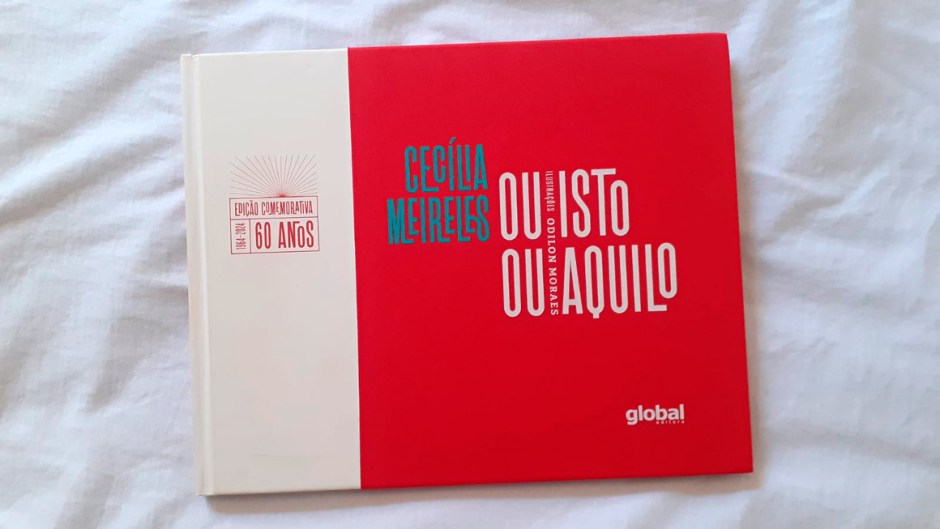 EDIÇÃO COMEMORATIVA
1964-2024
60 ANOS
CECÍLIA
MEIRELES
OU ISTO
OU AQUILO
ILUSTRAÇÕES ODILON MORAES
global
editora